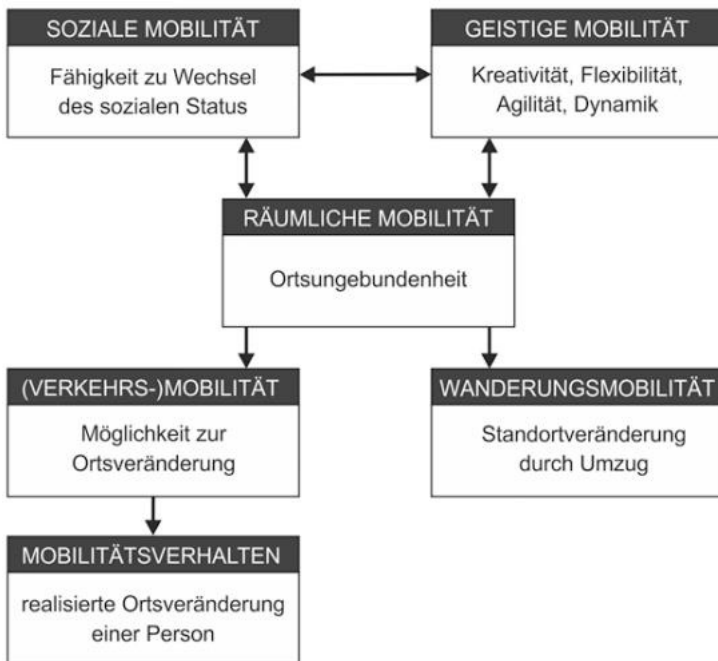 SOZIALE MOBILITÄT
Fähigkeit zu Wechsel
des sozialen Status
GEISTIGE MOBILITÄT
Kreativität, Flexibilität,
Agilität, Dynamik
RÄUMLICHE MOBILITÄT
Ortsungebundenheit
(VERKEHRS-)MOBILITÄT
Möglichkeit zur
Ortsveränderung
WANDERUNGSMOBILITÄT
Standortveränderung
durch Umzug
MOBILITÄTSVERHALTEN
realisierte Ortsveränderung
einer Person